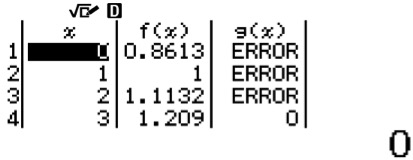 √ D
x f(x) g(x)
1 0 0.8613 ERROR
2 1 1 ERROR
3 2 1.1132 ERROR
4 3 1.209 0
0